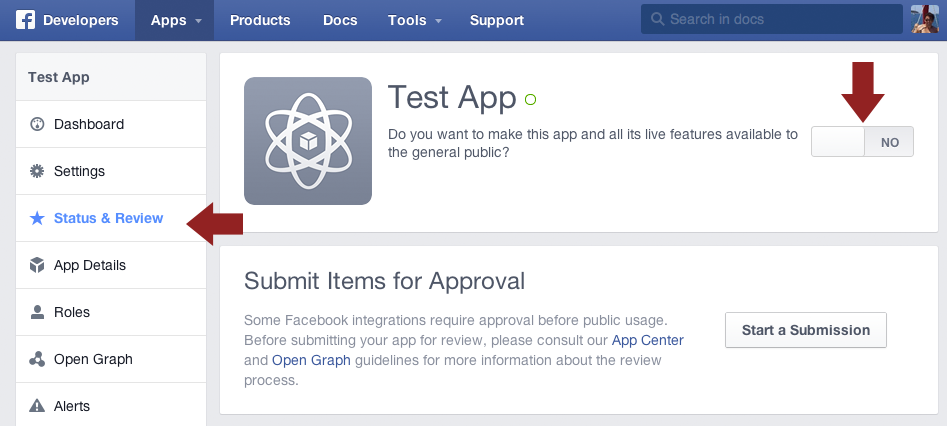 Developers Apps Products Docs Tools Support Search in docs
Test App
Dashboard
Settings
Status & Review
App Details
Roles
Open Graph
Alerts
Test App
Do you want to make this app and all its live features available to
the general public?
NO
Submit Items for Approval
Some Facebook integrations require approval before public usage.
Before submitting your app for review, please consult our App Center
and Open Graph guidelines for more information about the review
process.
Start a Submission